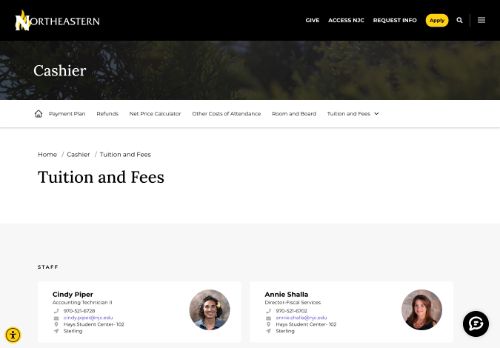 NORTHEASTERN
GIVE ACCESS NJC REQUEST INFO Apply
Cashier
Payment Plan Refunds Net Price Calculator Other Costs of Attendance Room and Board Tuition and Fees
Home / Cashier / Tuition and Fees
Tuition and Fees
STAFF
Cindy Piper
Accounting Technician II
970-521-6728
cindy.piper@njc.edu
Hays Student Center- 102
Sterling
Annie Shalla
Director-Fiscal Services
970-521-6702
annie.shalla@njc.edu
Hays Student Center- 102
Sterling